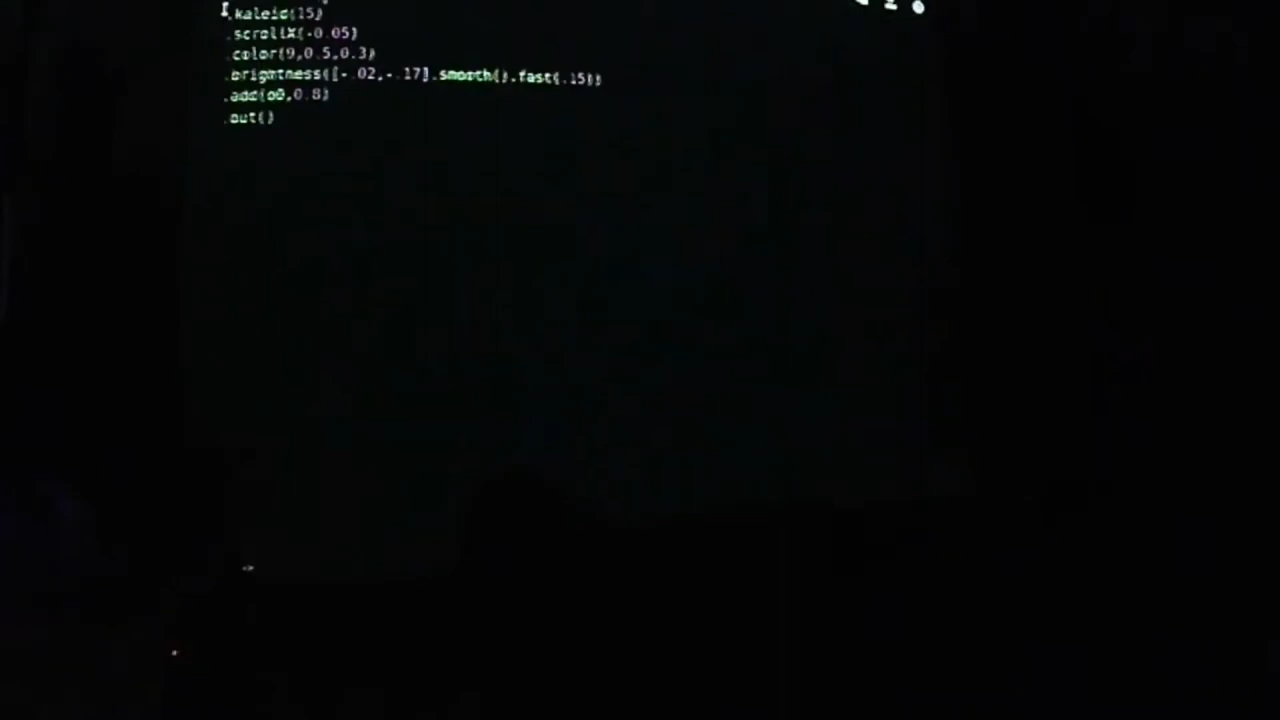 .kaleid(15)
.scrollX(-0.05)
.color(9,0.5,0.3)
.brightness([-.02,-.17].smooth().fast(.15))
.add(o0,0.8)
.out()